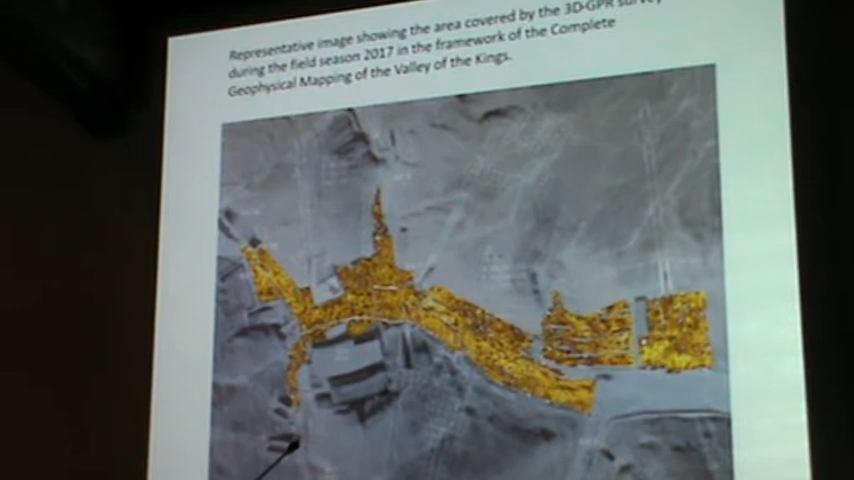 Representative image showing the area covered by the 3D-GPR survey
during the field season 2017 in the framework of the Complete
Geophysical Mapping of the Valley of the Kings.